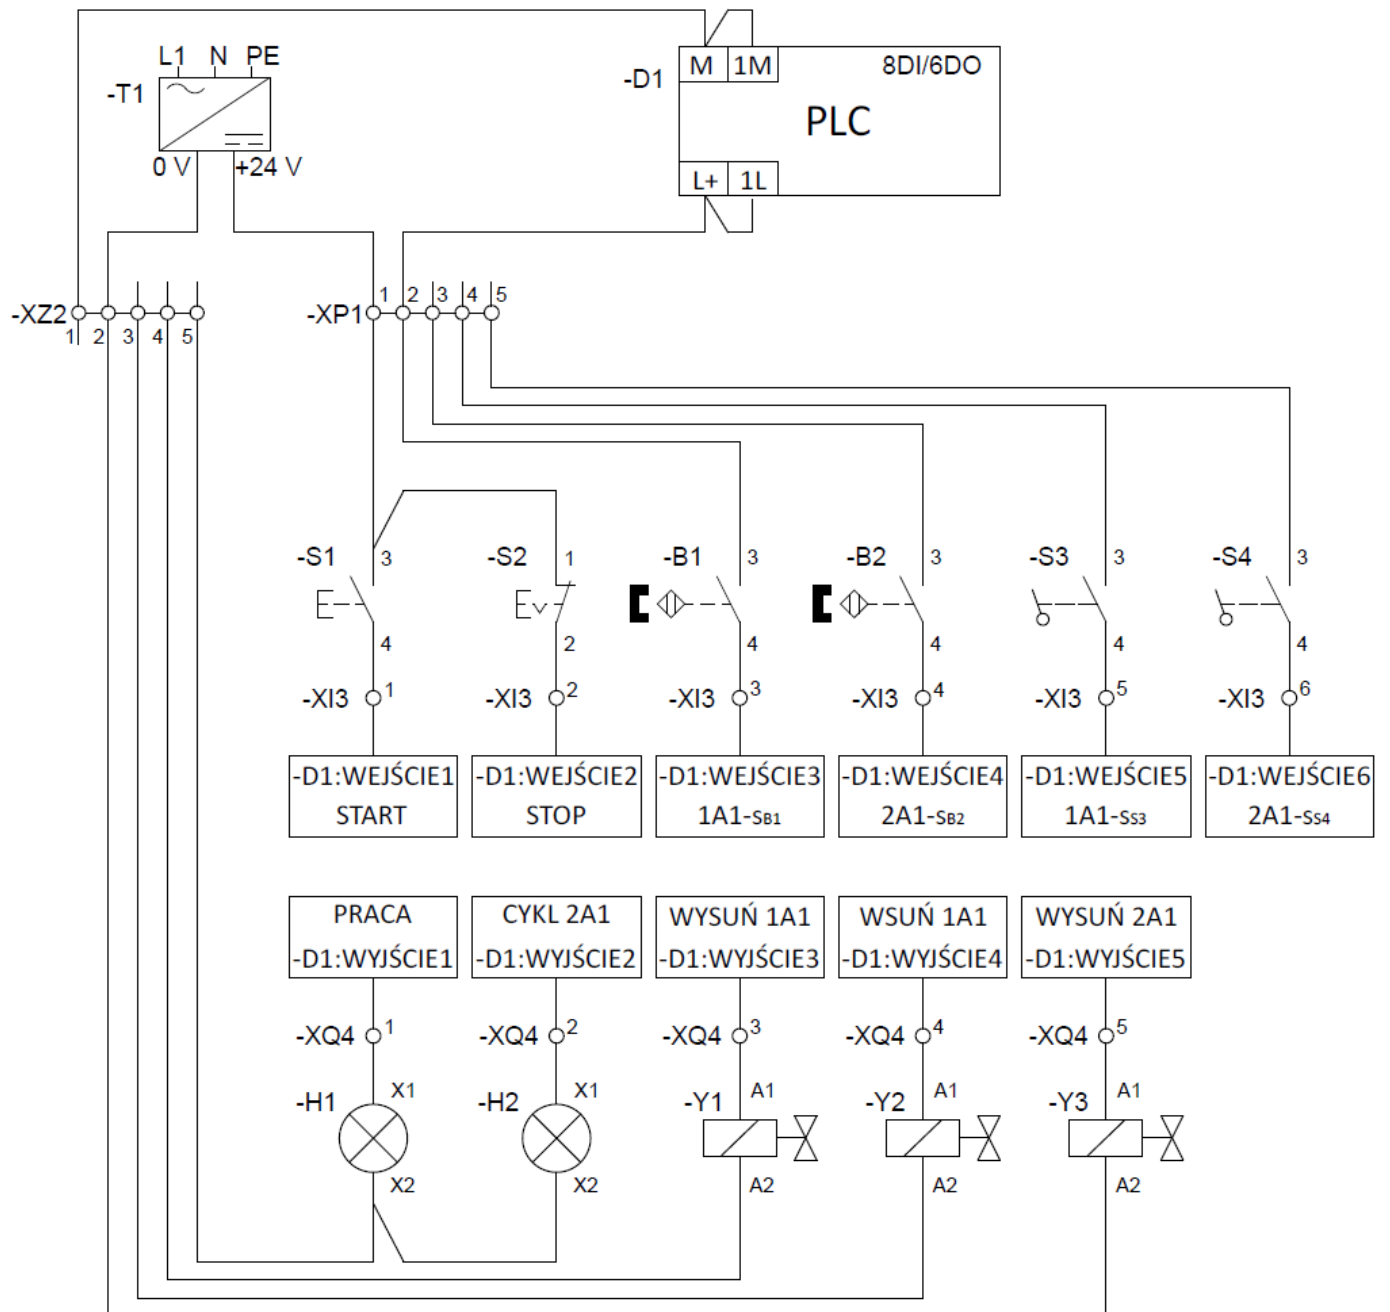 L1 N PE
-T1
0 V +24 V
-D1
M 1M 8DI/6DO
PLC
L+ 1L
-XZ2 1 2 3 4 5
-XP1 1 2 3 4 5
-S1 3 4
-S2 1 2
-B1 3 4
-B2 3 4
-S3 3 4
-S4 3 4
-XI3 1
-XI3 2
-XI3 3
-XI3 4
-XI3 5
-XI3 6
-D1:WEJŚCIE1
START
-D1:WEJŚCIE2
STOP
-D1:WEJŚCIE3
1A1-SB1
-D1:WEJŚCIE4
2A1-SB2
-D1:WEJŚCIE5
1A1-SS3
-D1:WEJŚCIE6
2A1-SS4
PRACA
-D1:WYJŚCIE1
CYKL 2A1
-D1:WYJŚCIE2
WYSUŃ 1A1
-D1:WYJŚCIE3
WSUŃ 1A1
-D1:WYJŚCIE4
WYSUŃ 2A1
-D1:WYJŚCIE5
-XQ4 1
-XQ4 2
-XQ4 3
-XQ4 4
-XQ4 5
-H1 X1 X2
-H2 X1 X2
-Y1 A1 A2
-Y2 A1 A2
-Y3 A1 A2